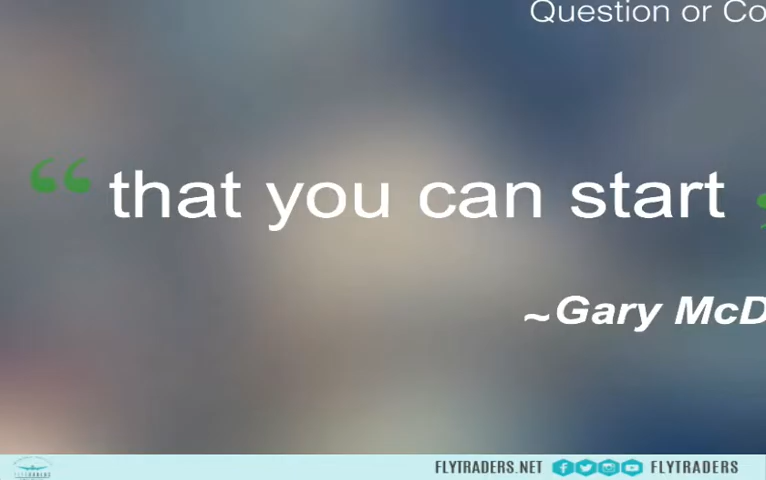 Question or Co
“ that you can start
~Gary McD
FLYTRADERS.NET FLYTRADERS